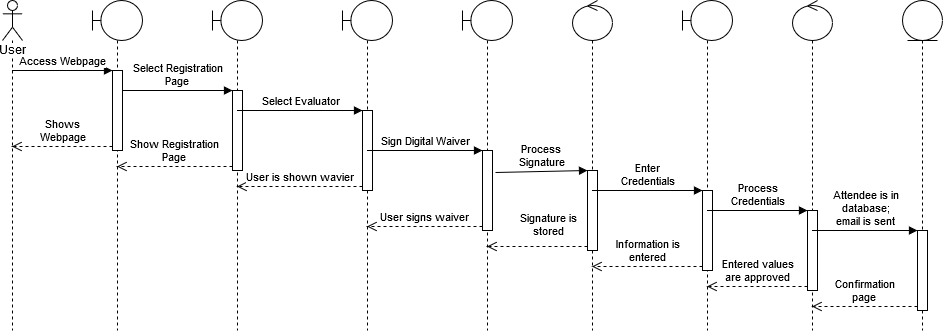 User
Access Webpage
Select Registration
Page
Select Evaluator
Shows
Webpage
Show Registration
Page
Sign Digital Waiver
User is shown wavier
Process
Signature
User signs waiver
Enter
Credentials
Signature is
stored
Process
Credentials
Information is
entered
Attendee is in
database;
email is sent
Entered values
are approved
Confirmation
page